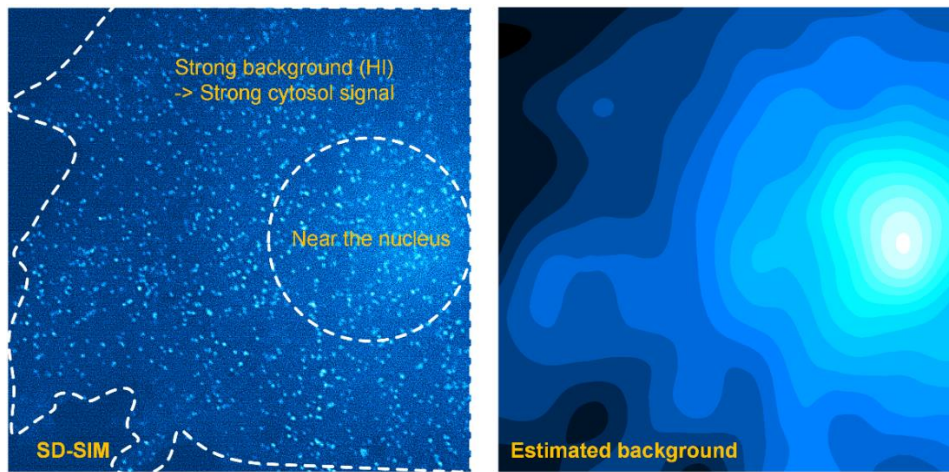 Strong background (HI)
-> Strong cytosol signal
Near the nucleus
SD-SIM
Estimated background